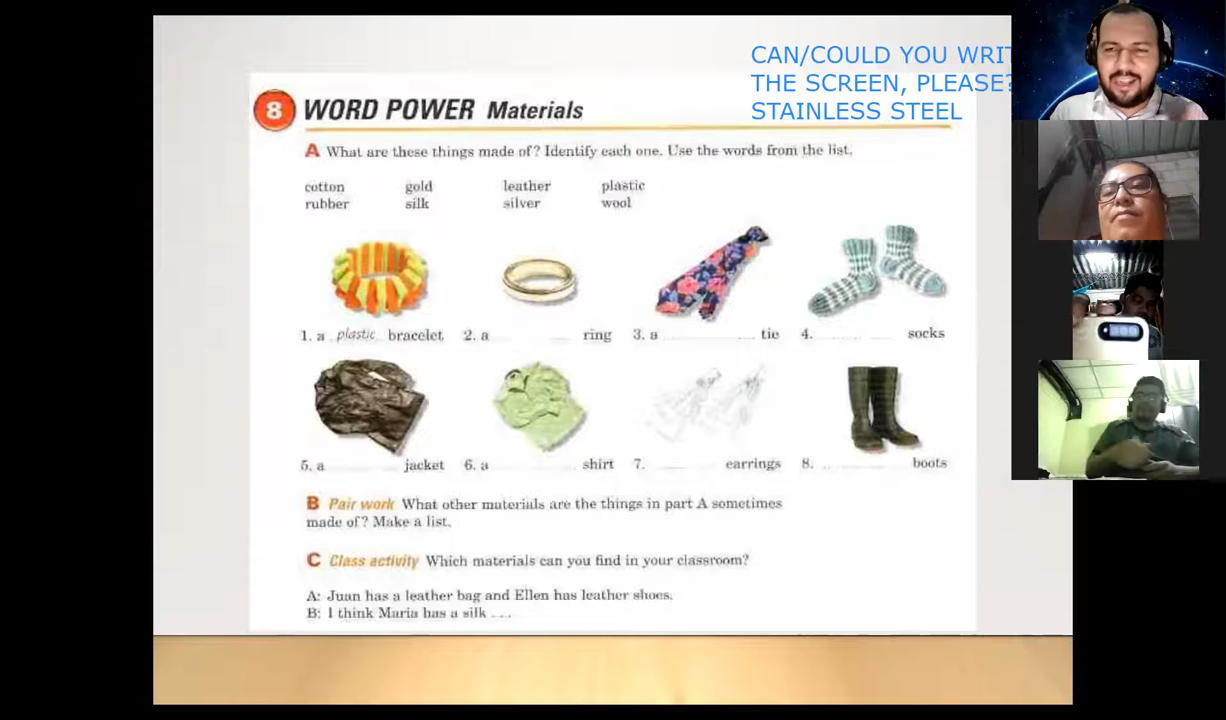 CAN/COULD YOU WRIT
THE SCREEN, PLEASE?
STAINLESS STEEL
8 WORD POWER Materials
A What are these things made of? Identify each one. Use the words from the list.
cotton gold leather plastic
rubber silk silver wool
1. a plastic bracelet 2. a ring 3. a tie 4. socks
5. a jacket 6. a shirt 7. earrings 8. boots
B Pair work What other materials are the things in part A sometimes
made of? Make a list.
C Class activity Which materials can you find in your classroom?
A: Juan has a leather bag and Ellen has leather shoes.
B: I think Maria has a silk ....